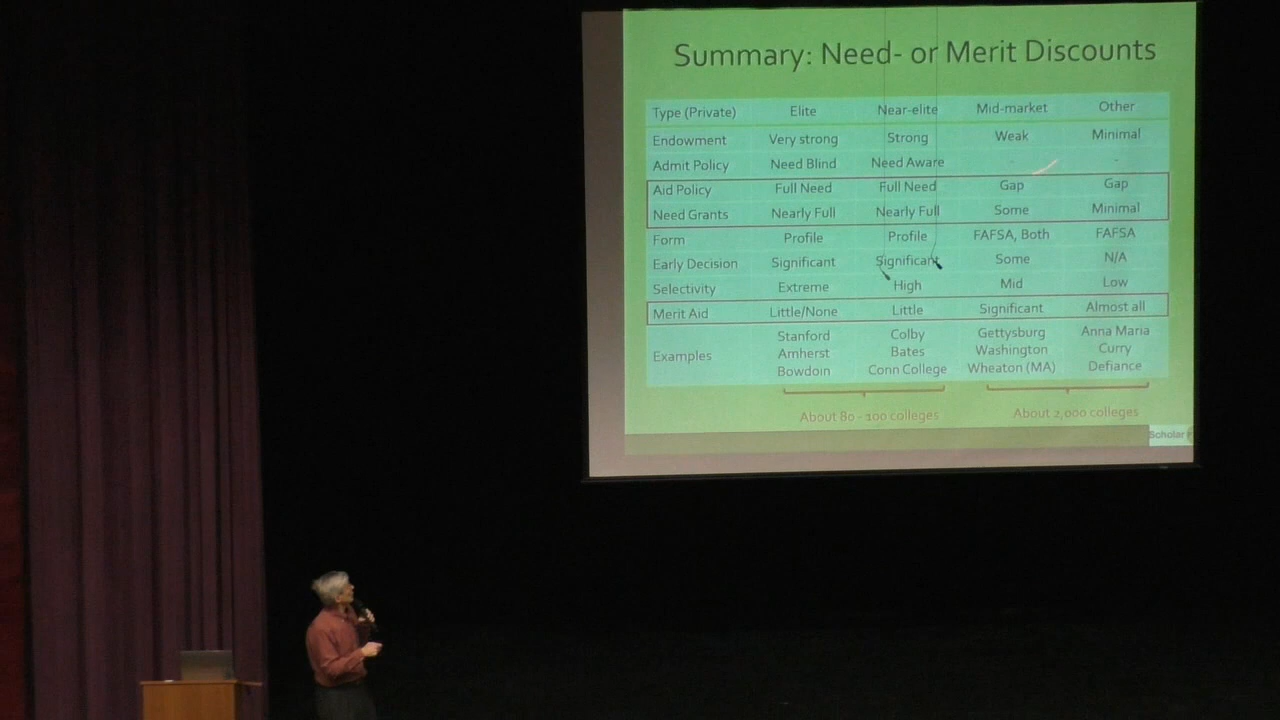 Summary: Need- or Merit Discounts
Type (Private) Elite Near-elite Mid-market Other
Endowment Very strong Strong Weak Minimal
Admit Policy Need Blind Need Aware - -
Aid Policy Full Need Full Need Gap Gap
Need Grants Nearly Full Nearly Full Some Minimal
Form Profile Profile FAFSA, Both FAFSA
Early Decision Significant Significant Some N/A
Selectivity Extreme High Mid Low
Merit Aid Little/None Little Significant Almost all
Examples
Stanford Colby Gettysburg Anna Maria
Amherst Bates Washington Curry
Bowdoin Conn College Wheaton (MA) Defiance
About 80 - 100 colleges About 2,000 colleges
Scholar